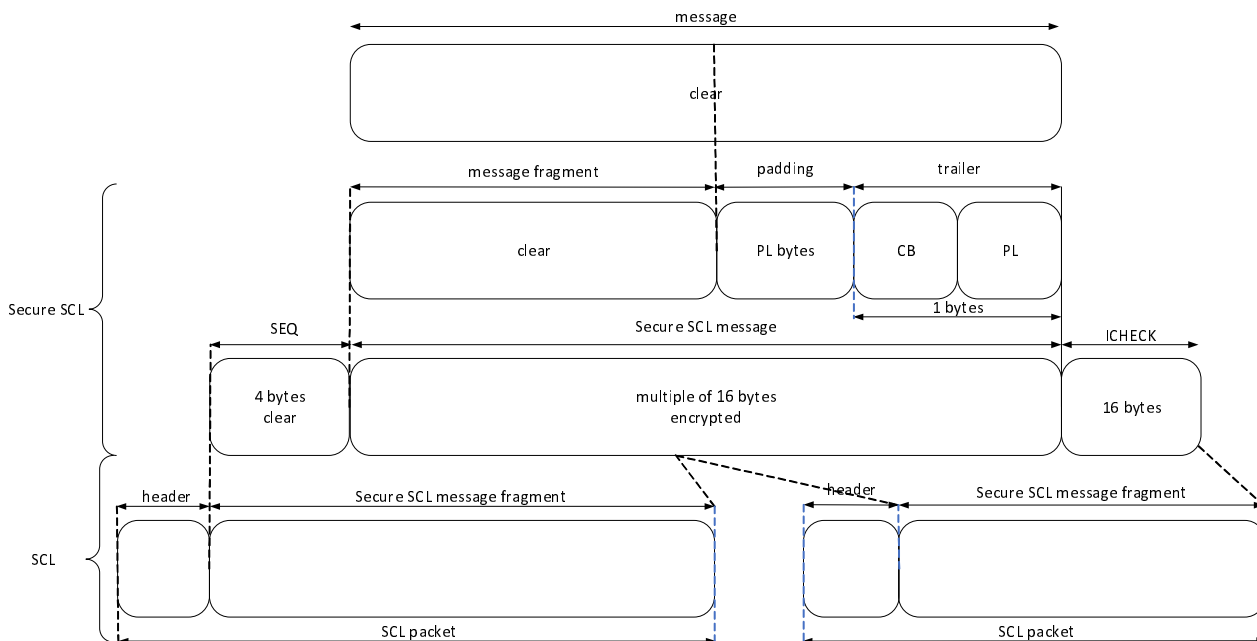 message
clear
message fragment
padding
trailer
clear
PL bytes
CB
PL
1 bytes
Secure SCL
SEQ
Secure SCL message
ICHECK
4 bytes
clear
multiple of 16 bytes
encrypted
16 bytes
header
Secure SCL message fragment
header
Secure SCL message fragment
SCL
SCL packet
SCL packet